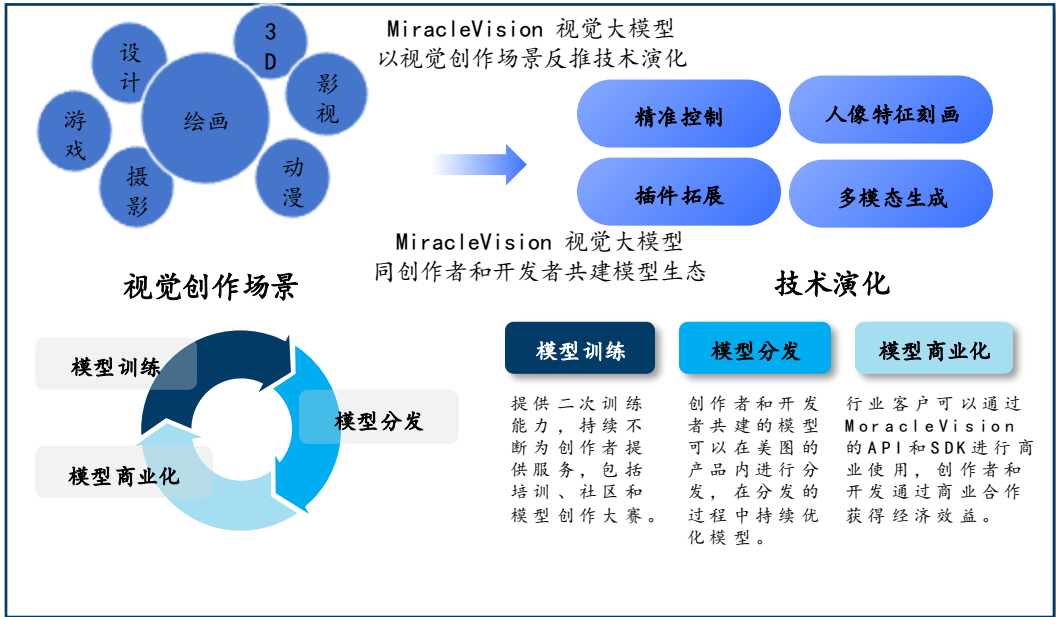 MiracleVision 视觉大模型
以视觉创作场景反推技术演化
设
计
3
D
影
视
游
戏
绘画
摄
影
动
漫
精准控制
人像特征刻画
插件拓展
多模态生成
MiracleVision 视觉大模型
同创作者和开发者共建模型生态
视觉创作场景
技术演化
模型训练
模型分发
模型商业化
模型训练
提供二次训练
能力，持续不
断为创作者提
供服务，包括
培训、社区和
模型创作大赛。
模型分发
创作者和开发
者共建的模型
可以在美图的
产品内进行分
发，在分发的
过程中持续优
化模型。
模型商业化
行业客户可以通过
MoracleVision
的API和SDK进行商
业使用，创作者和
开发通过商业合作
获得经济效益。